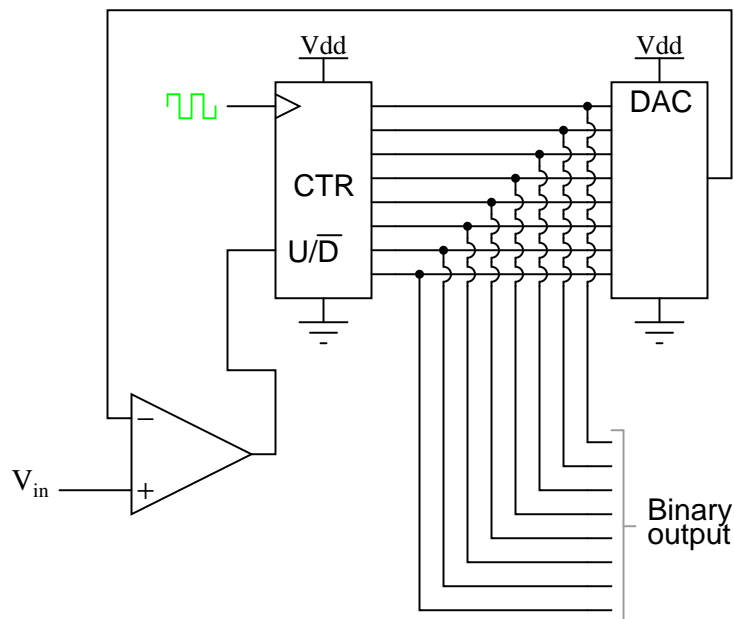 Vdd
Vdd
DAC
CTR
U/D̅
−
+
V_in
Binary
output